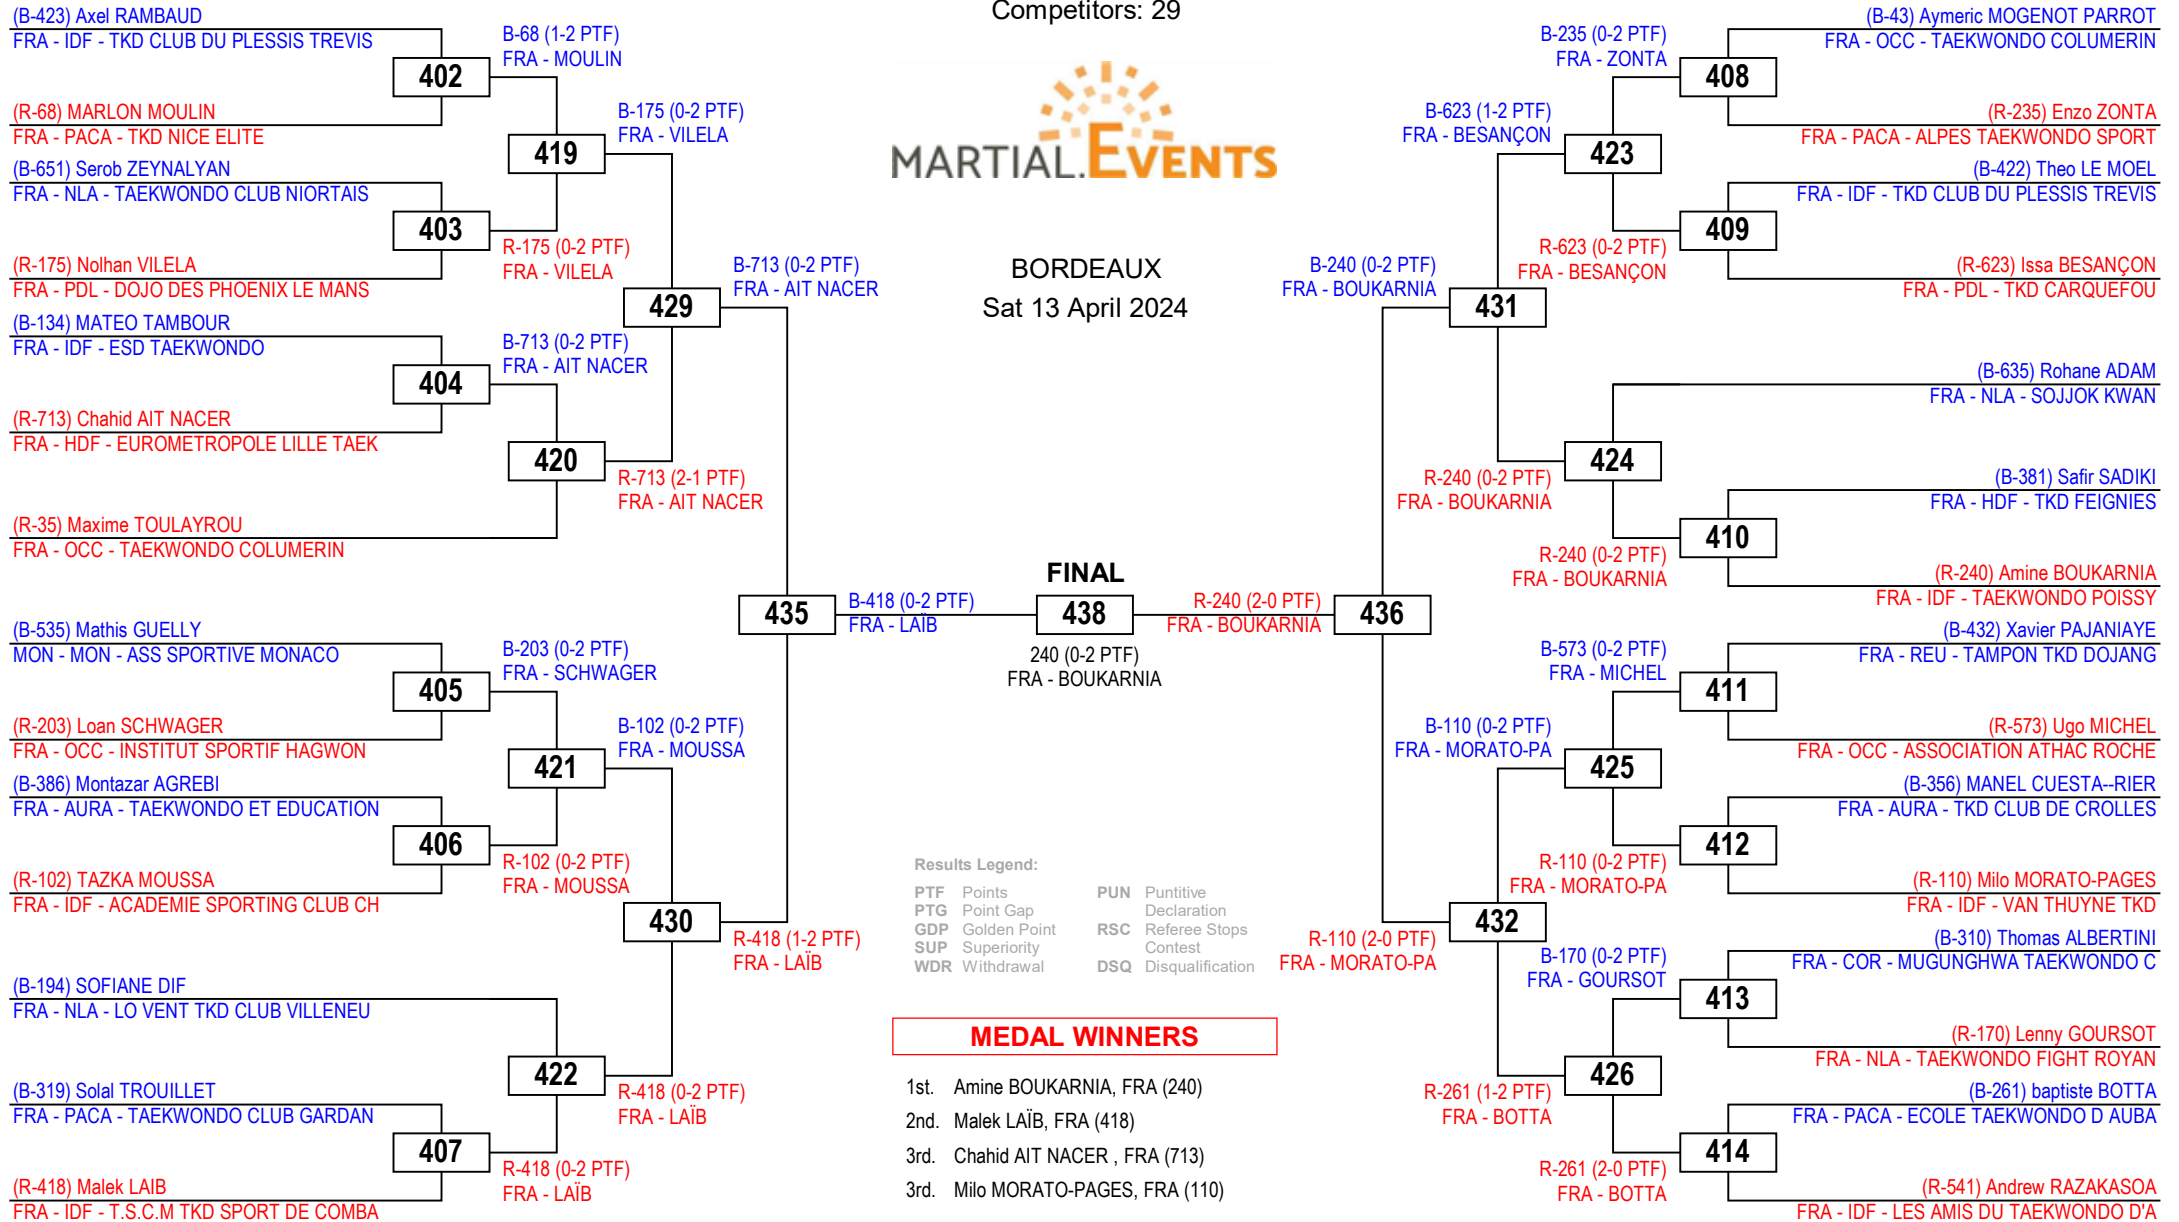 Competitors: 29
MARTIAL.EVENTS
BORDEAUX
Sat 13 April 2024
(B-423) Axel RAMBAUD
FRA - IDF - TKD CLUB DU PLESSIS TREVIS
402
(R-68) MARLON MOULIN
FRA - PACA - TKD NICE ELITE
(B-651) Serob ZEYNALYAN
FRA - NLA - TAEKWONDO CLUB NIORTAIS
403
(R-175) Nolhan VILELA
FRA - PDL - DOJO DES PHOENIX LE MANS
(B-134) MATEO TAMBOUR
FRA - IDF - ESD TAEKWONDO
404
(R-713) Chahid AIT NACER
FRA - HDF - EUROMETROPOLE LILLE TAEK
(R-35) Maxime TOULAYROU
FRA - OCC - TAEKWONDO COLUMERIN
(B-535) Mathis GUELLY
MON - MON - ASS SPORTIVE MONACO
405
(R-203) Loan SCHWAGER
FRA - OCC - INSTITUT SPORTIF HAGWON
(B-386) Montazar AGREBI
FRA - AURA - TAEKWONDO ET EDUCATION
406
(R-102) TAZKA MOUSSA
FRA - IDF - ACADEMIE SPORTING CLUB CH
(B-194) SOFIANE DIF
FRA - NLA - LO VENT TKD CLUB VILLENEU
(B-319) Solal TROUILLET
FRA - PACA - TAEKWONDO CLUB GARDAN
407
(R-418) Malek LAIB
FRA - IDF - T.S.C.M TKD SPORT DE COMBA
B-68 (1-2 PTF)
FRA - MOULIN
419
R-175 (0-2 PTF)
FRA - VILELA
B-713 (0-2 PTF)
FRA - AIT NACER
420
B-203 (0-2 PTF)
FRA - SCHWAGER
421
R-102 (0-2 PTF)
FRA - MOUSSA
422
R-418 (0-2 PTF)
FRA - LAÏB
B-175 (0-2 PTF)
FRA - VILELA
429
R-713 (2-1 PTF)
FRA - AIT NACER
B-102 (0-2 PTF)
FRA - MOUSSA
430
R-418 (0-2 PTF)
FRA - LAÏB
B-713 (0-2 PTF)
FRA - AIT NACER
435
R-418 (1-2 PTF)
FRA - LAÏB
B-418 (0-2 PTF)
FRA - LAÏB
FINAL
438
240 (0-2 PTF)
FRA - BOUKARNIA
R-240 (2-0 PTF)
FRA - BOUKARNIA
B-240 (0-2 PTF)
FRA - BOUKARNIA
436
R-110 (2-0 PTF)
FRA - MORATO-PA
B-623 (1-2 PTF)
FRA - BESANÇON
431
R-240 (0-2 PTF)
FRA - BOUKARNIA
B-110 (0-2 PTF)
FRA - MORATO-PA
432
R-261 (1-2 PTF)
FRA - BOTTA
B-235 (0-2 PTF)
FRA - ZONTA
423
R-623 (0-2 PTF)
FRA - BESANÇON
424
R-240 (0-2 PTF)
FRA - BOUKARNIA
B-573 (0-2 PTF)
FRA - MICHEL
425
R-110 (0-2 PTF)
FRA - MORATO-PA
B-170 (0-2 PTF)
FRA - GOURSOT
426
R-261 (2-0 PTF)
FRA - BOTTA
(B-43) Aymeric MOGENOT PARROT
FRA - OCC - TAEKWONDO COLUMERIN
408
(R-235) Enzo ZONTA
FRA - PACA - ALPES TAEKWONDO SPORT
(B-422) Theo LE MOEL
FRA - IDF - TKD CLUB DU PLESSIS TREVIS
409
(R-623) Issa BESANÇON
FRA - PDL - TKD CARQUEFOU
(B-635) Rohane ADAM
FRA - NLA - SOJJOK KWAN
(B-381) Safir SADIKI
FRA - HDF - TKD FEIGNIES
410
(R-240) Amine BOUKARNIA
FRA - IDF - TAEKWONDO POISSY
(B-432) Xavier PAJANIAYE
FRA - REU - TAMPON TKD DOJANG
411
(R-573) Ugo MICHEL
FRA - OCC - ASSOCIATION ATHAC ROCHE
(B-356) MANEL CUESTA--RIER
FRA - AURA - TKD CLUB DE CROLLES
412
(R-110) Milo MORATO-PAGES
FRA - IDF - VAN THUYNE TKD
(B-310) Thomas ALBERTINI
FRA - COR - MUGUNGHWA TAEKWONDO C
413
(R-170) Lenny GOURSOT
FRA - NLA - TAEKWONDO FIGHT ROYAN
(B-261) baptiste BOTTA
FRA - PACA - ECOLE TAEKWONDO D AUBA
414
(R-541) Andrew RAZAKASOA
FRA - IDF - LES AMIS DU TAEKWONDO D'A
Results Legend:
PTF Points
PTG Point Gap
GDP Golden Point
SUP Superiority
WDR Withdrawal
PUN Puntitive
Declaration
RSC Referee Stops
Contest
DSQ Disqualification
MEDAL WINNERS
1st. Amine BOUKARNIA, FRA (240)
2nd. Malek LAÏB, FRA (418)
3rd. Chahid AIT NACER , FRA (713)
3rd. Milo MORATO-PAGES, FRA (110)